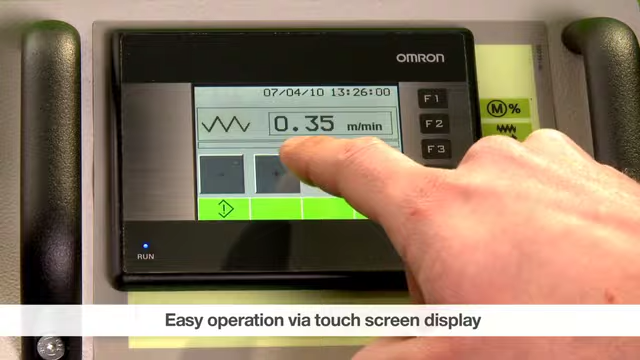 OMRON
07/04/10 13:26:00
0.35 m/min
F1
F2
F3
M%
RUN
Easy operation via touch screen display